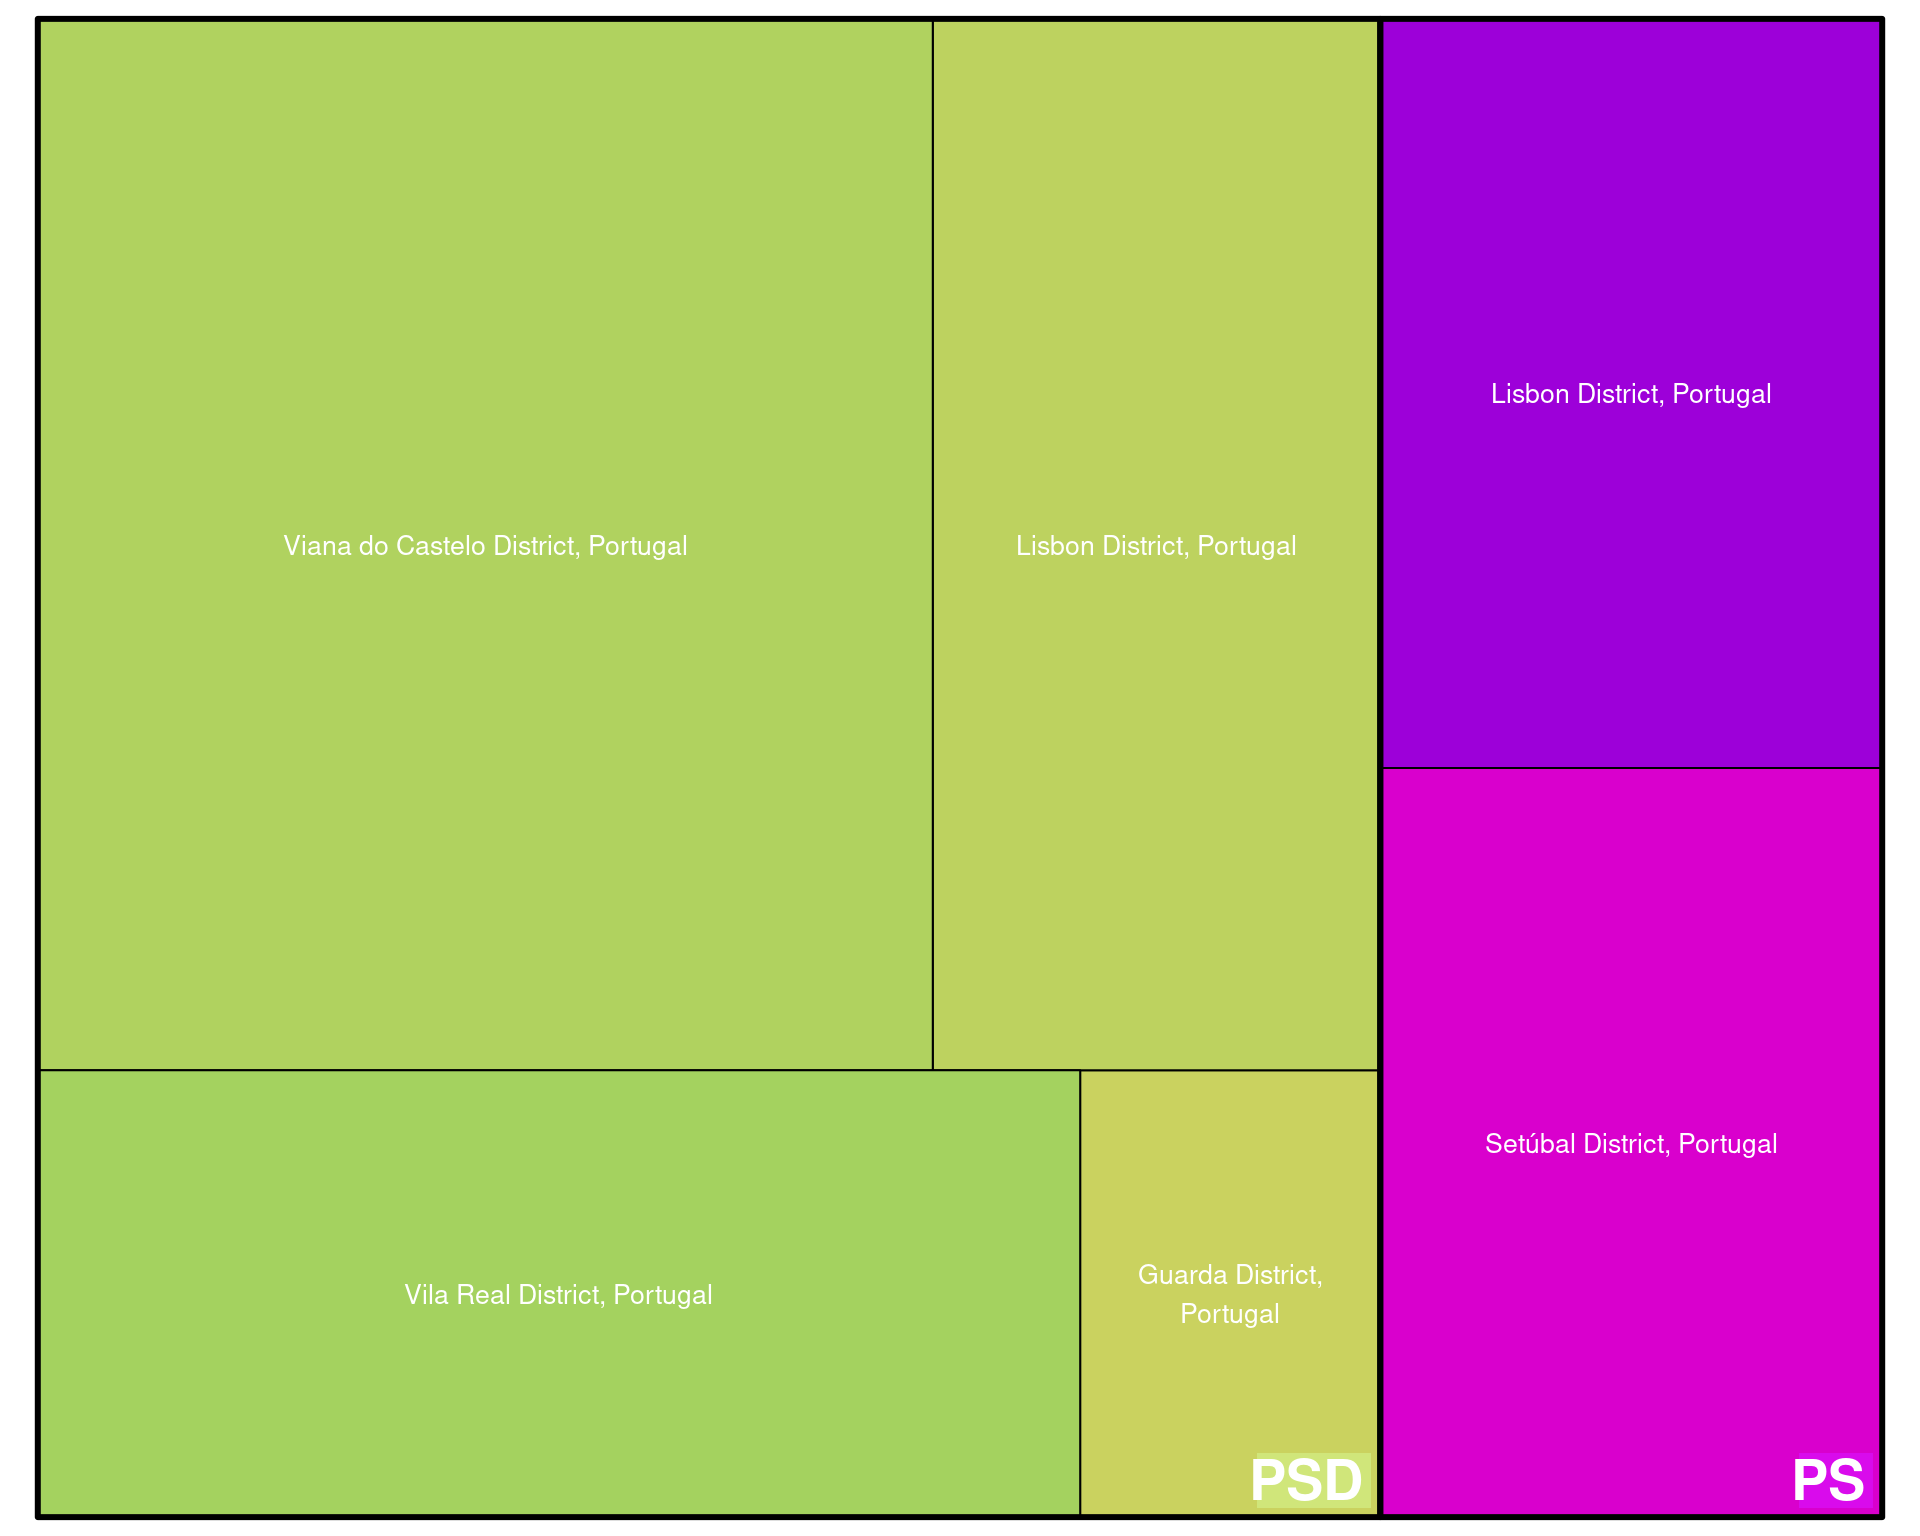 Viana do Castelo District, Portugal
Lisbon District, Portugal
Lisbon District, Portugal
Setúbal District, Portugal
Vila Real District, Portugal
Guarda District,
Portugal
PSD
PS